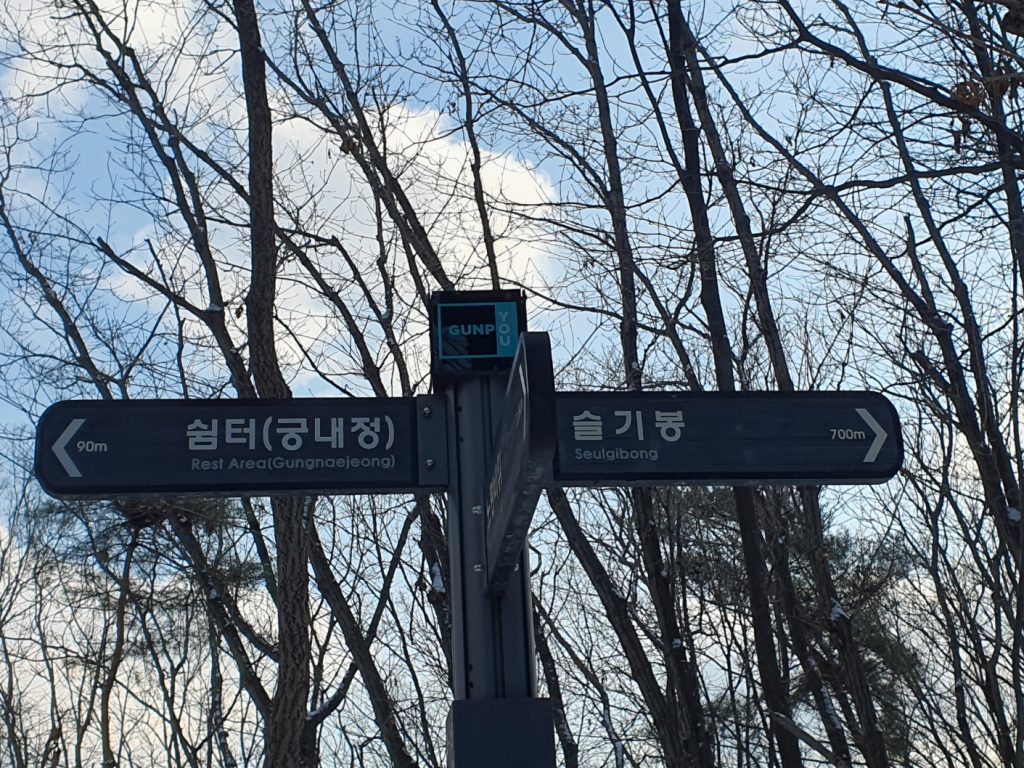 GUNP
YOU
90m
쉼터(궁내정)
Rest Area(Gungnaejeong)
슬기봉
Seulgibong
700m